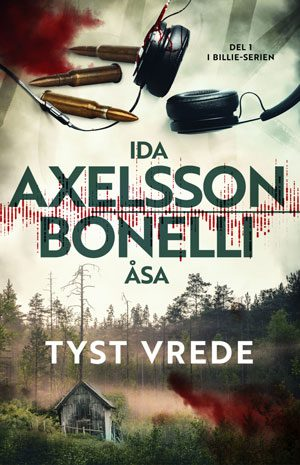 DEL 1
I BILLIE-SERIEN
IDA
AXELSSON
BONELLI
ÅSA
TYST VREDE